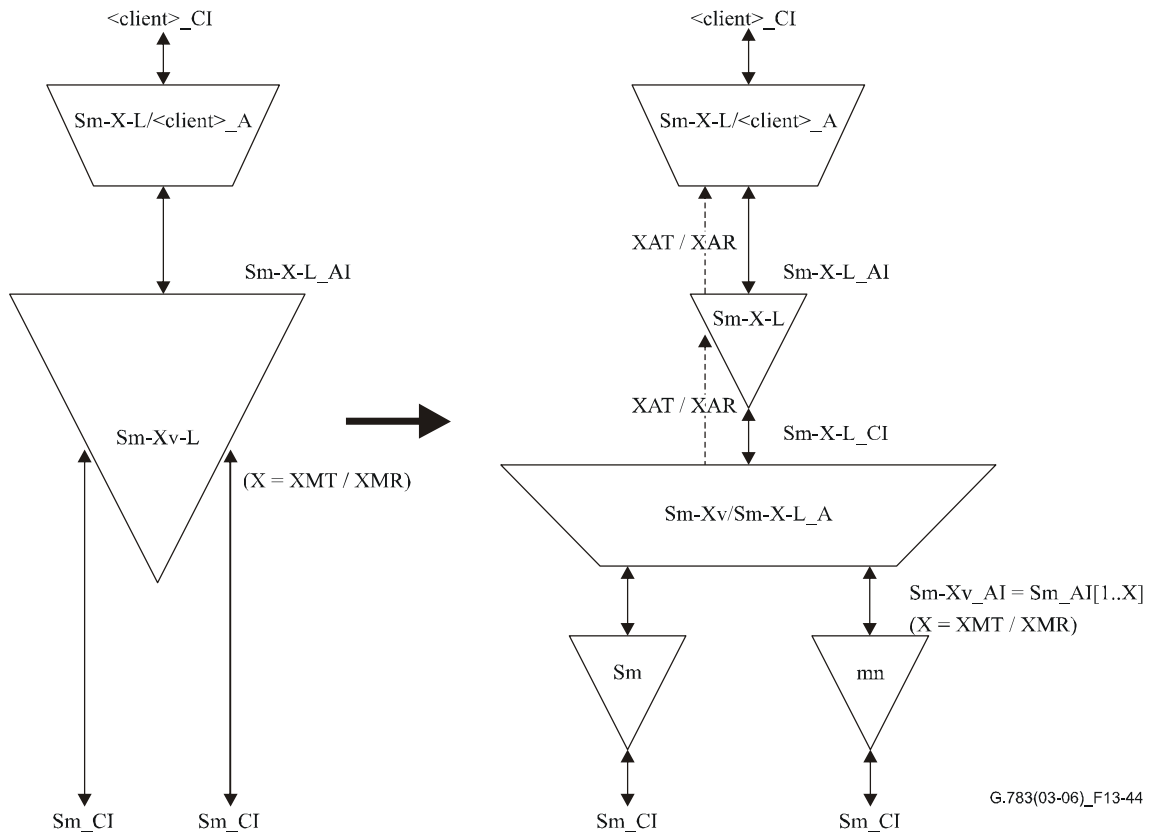 <client>_CI
Sm-X-L/<client>_A
Sm-X-L_AI
Sm-Xv-L
(X = XMT / XMR)
Sm_CI
Sm_CI
<client>_CI
Sm-X-L/<client>_A
XAT / XAR
Sm-X-L_AI
Sm-X-L
XAT / XAR
Sm-X-L_CI
Sm-Xv/Sm-X-L_A
Sm-Xv_AI = Sm_AI[1..X]
(X = XMT / XMR)
Sm
mn
Sm_CI
Sm_CI
G.783(03-06)_F13-44